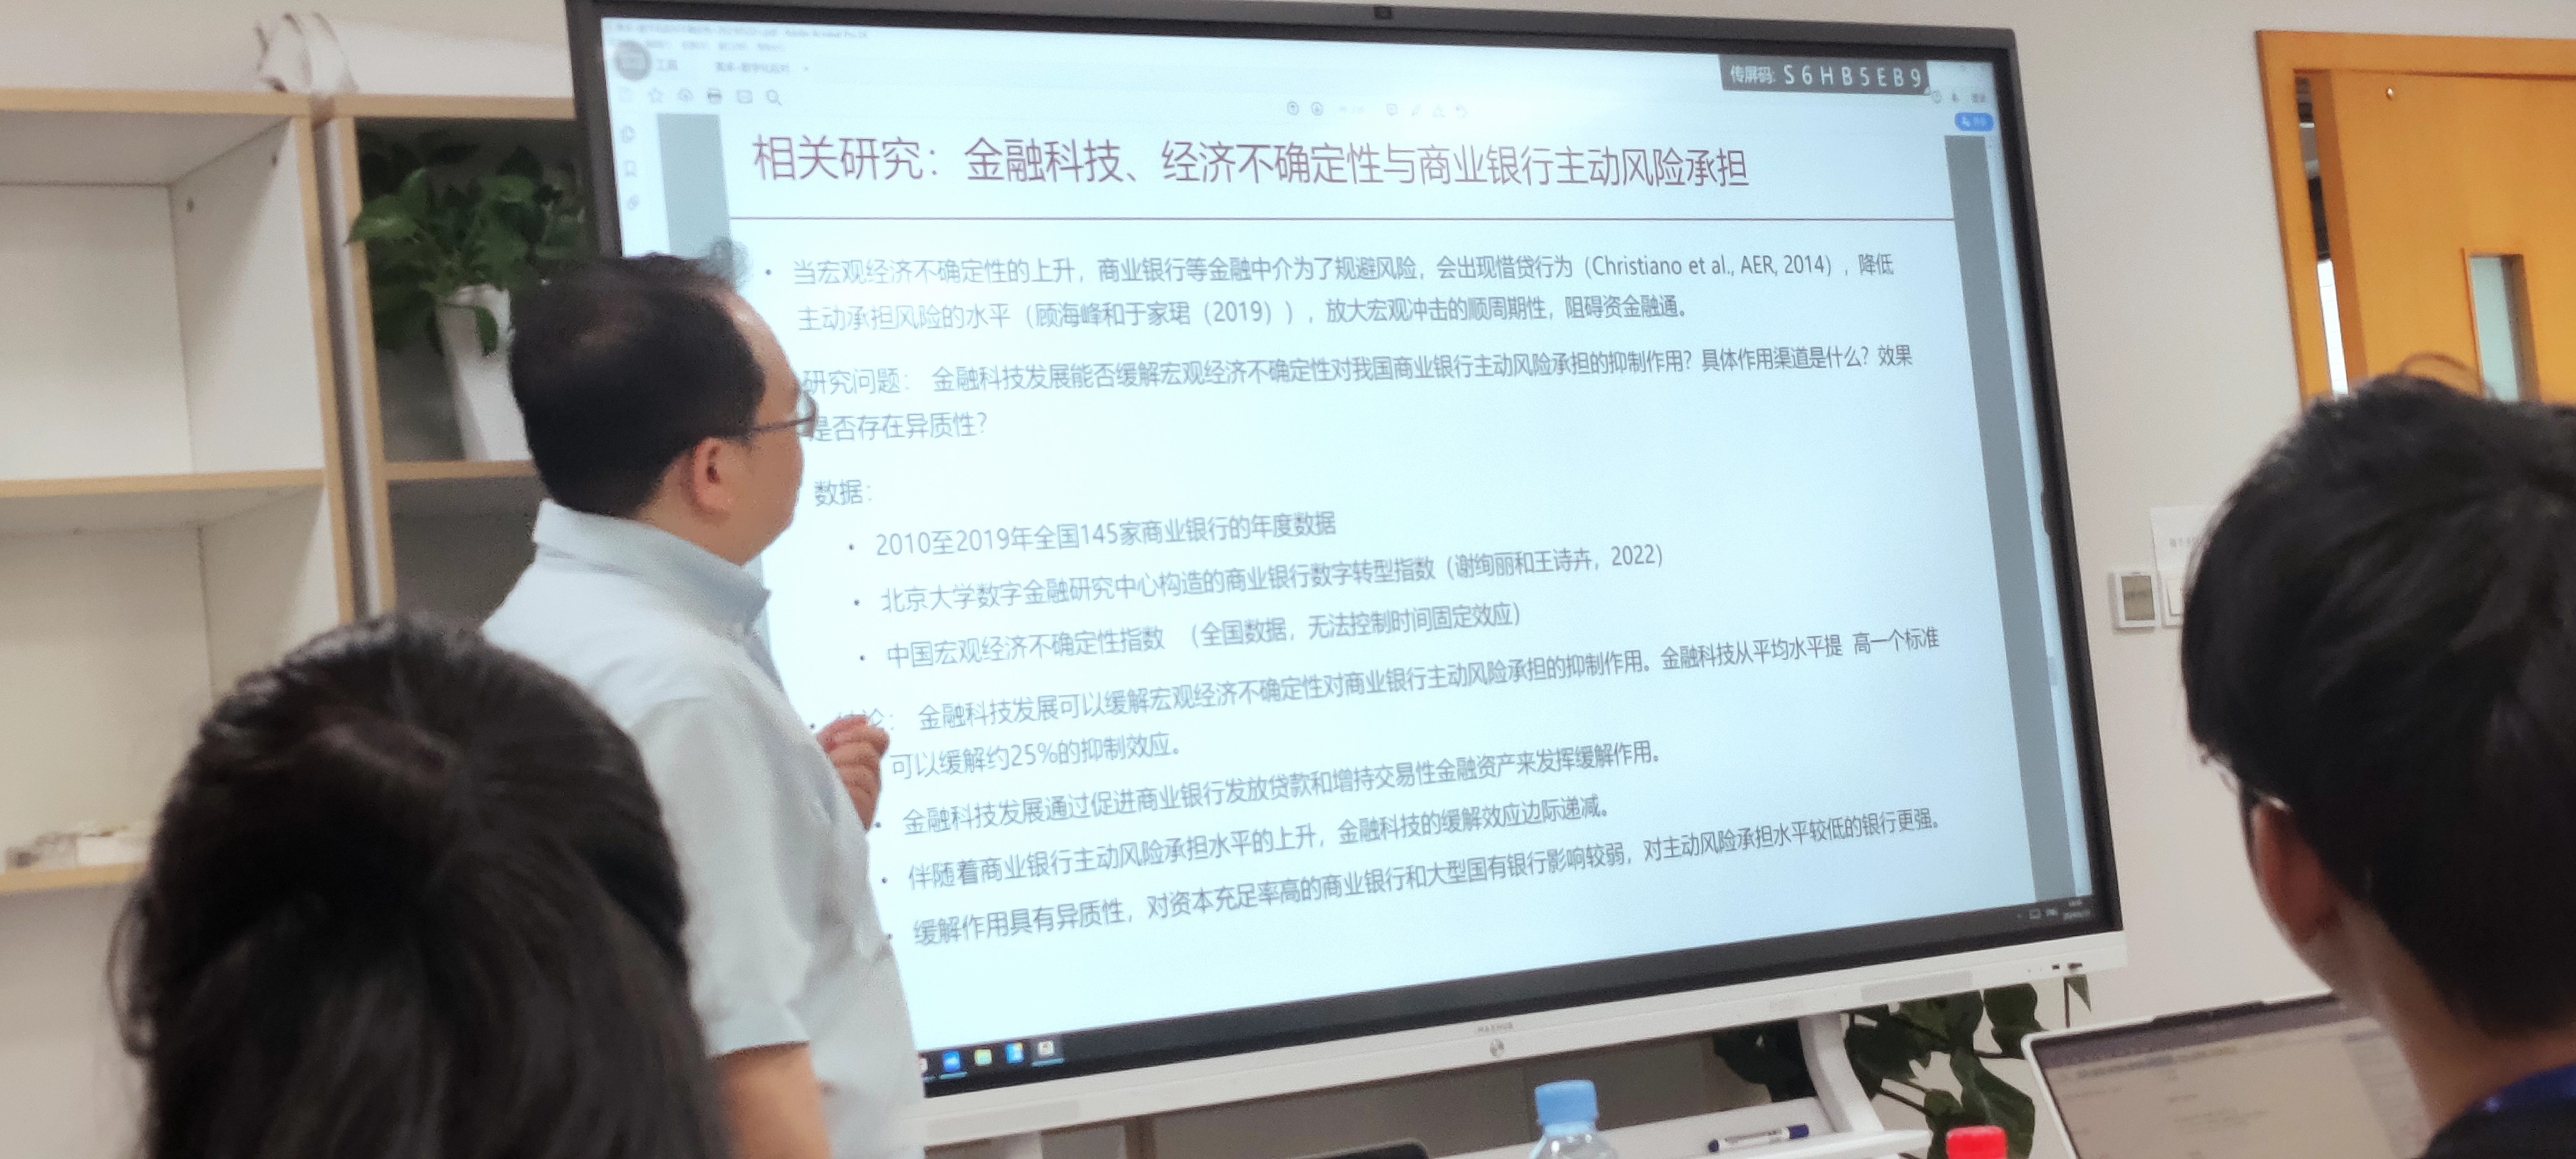 工具
传屏码: S6HB5EB9
相关研究：金融科技、经济不确定性与商业银行主动风险承担
• 当宏观经济不确定性的上升，商业银行等金融中介为了规避风险，会出现惜贷行为（Christiano et al., AER, 2014），降低
主动承担风险的水平（顾海峰和于家珺（2019）），放大宏观冲击的顺周期性，阻碍资金融通。
研究问题： 金融科技发展能否缓解宏观经济不确定性对我国商业银行主动风险承担的抑制作用？具体作用渠道是什么？效果
是否存在异质性？
数据：
• 2010至2019年全国145家商业银行的年度数据
• 北京大学数字金融研究中心构造的商业银行数字转型指数（谢绚丽和王诗卉，2022）
• 中国宏观经济不确定性指数 （全国数据，无法控制时间固定效应）
• 论： 金融科技发展可以缓解宏观经济不确定性对商业银行主动风险承担的抑制作用。金融科技从平均水平提 高一个标准
可以缓解约25%的抑制效应。
• 金融科技发展通过促进商业银行发放贷款和增持交易性金融资产来发挥缓解作用。
• 伴随着商业银行主动风险承担水平的上升，金融科技的缓解效应边际递减。
• 缓解作用具有异质性，对资本充足率高的商业银行和大型国有银行影响较弱，对主动风险承担水平较低的银行更强。
MAXHUB